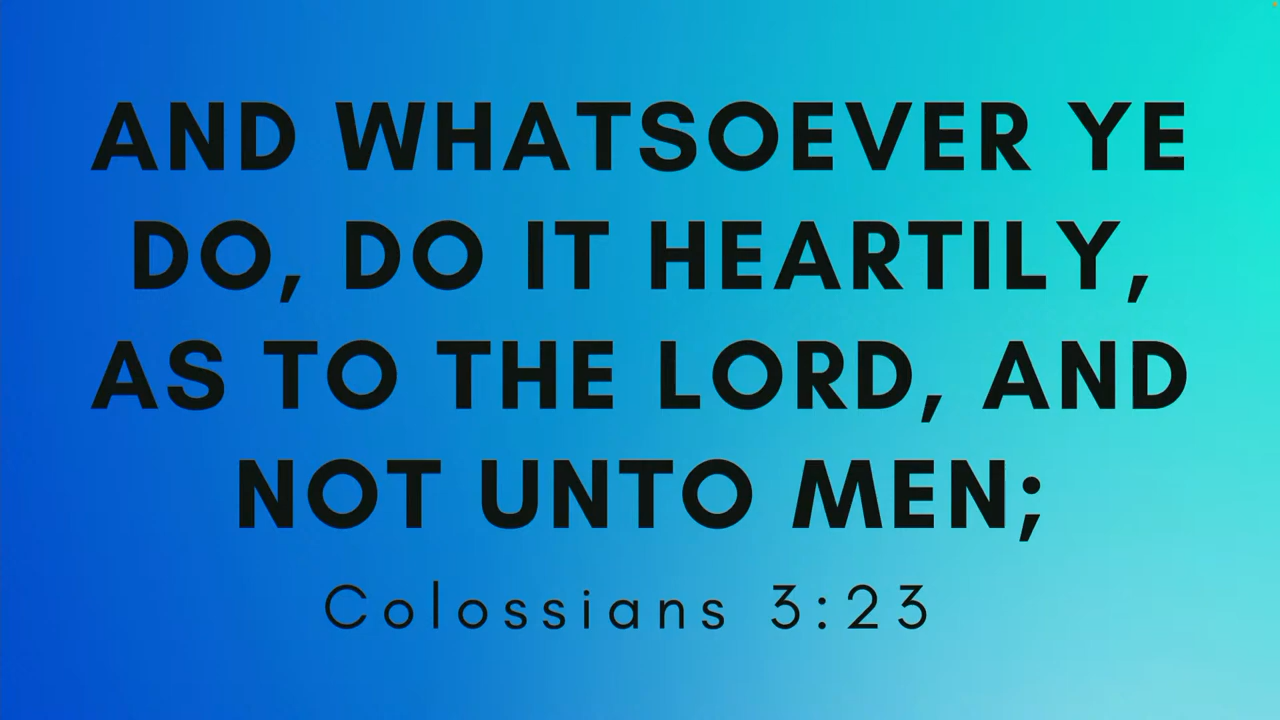 AND WHATSOEVER YE
DO, DO IT HEARTILY,
AS TO THE LORD, AND
NOT UNTO MEN;
Colossians 3:23